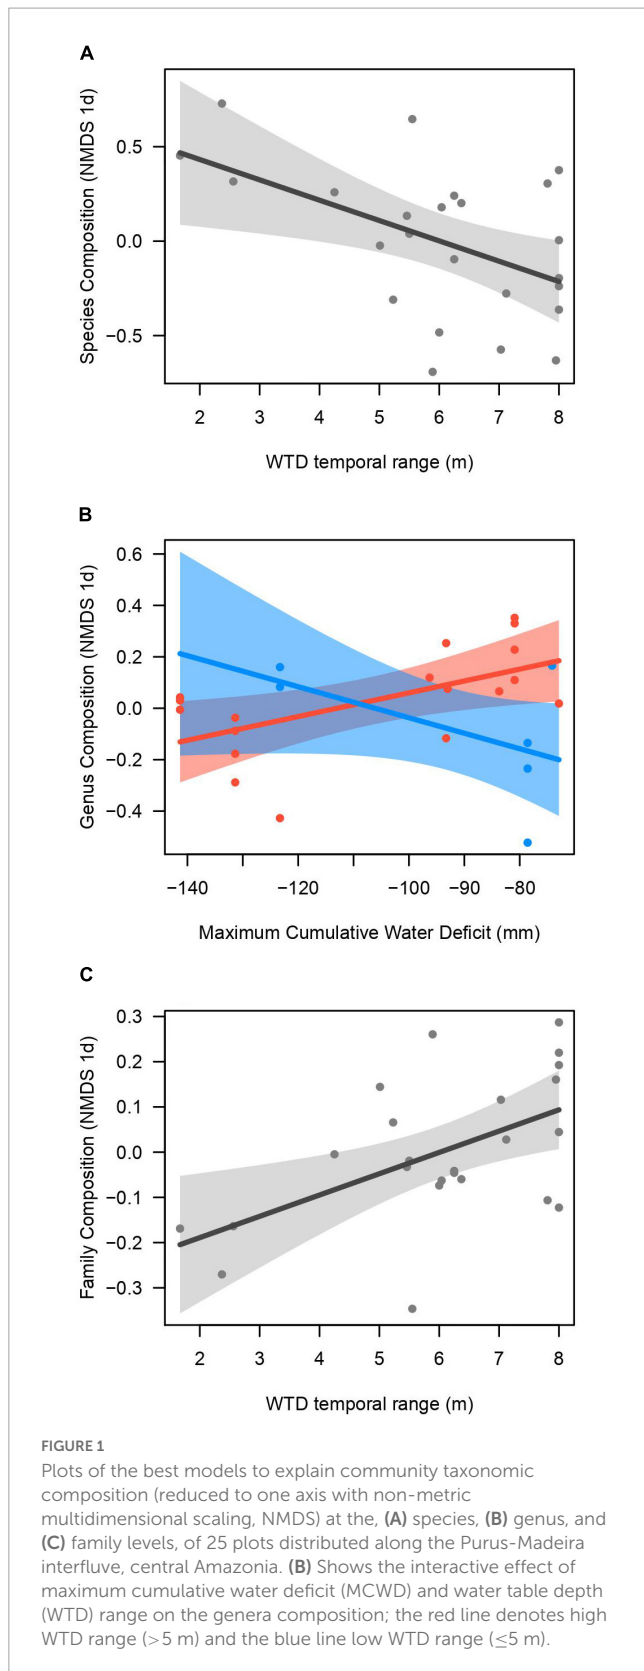 A
Species Composition (NMDS 1d)
0.5
0.0
−0.5
2 3 4 5 6 7 8
WTD temporal range (m)
B
Genus Composition (NMDS 1d)
0.6
0.4
0.2
0.0
−0.2
−0.4
−140 −120 −100 −90 −80
Maximum Cumulative Water Deficit (mm)
C
Family Composition (NMDS 1d)
0.3
0.2
0.1
0.0
−0.1
−0.2
−0.3
2 3 4 5 6 7 8
WTD temporal range (m)
FIGURE 1
Plots of the best models to explain community taxonomic
composition (reduced to one axis with non-metric
multidimensional scaling, NMDS) at the, (A) species, (B) genus, and
(C) family levels, of 25 plots distributed along the Purus-Madeira
interfluve, central Amazonia. (B) Shows the interactive effect of
maximum cumulative water deficit (MCWD) and water table depth
(WTD) range on the genera composition; the red line denotes high
WTD range (>5 m) and the blue line low WTD range (≤5 m).